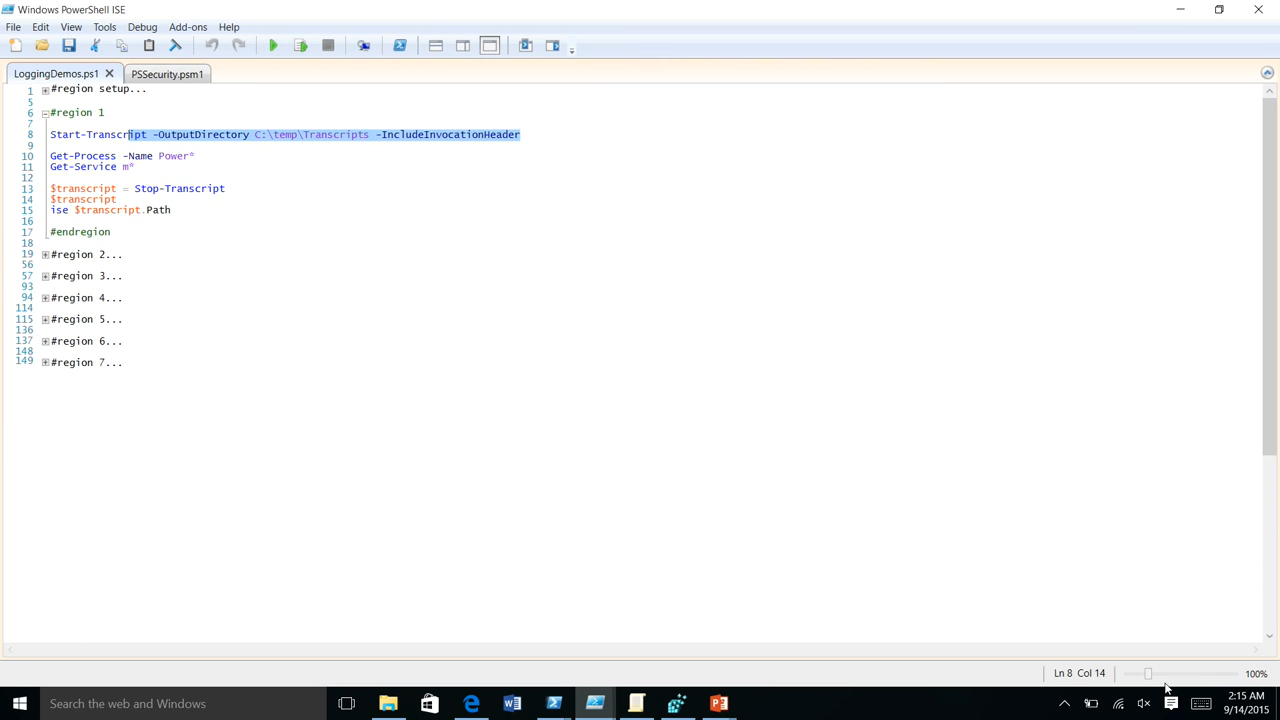 Windows PowerShell ISE
File Edit View Tools Debug Add-ons Help
LoggingDemos.ps1 PSSecurity.psm1
1 #region setup...
5
6 #region 1
7
8 Start-Transcript -OutputDirectory C:\temp\Transcripts -IncludeInvocationHeader
9
10 Get-Process -Name Power*
11 Get-Service m*
12
13 $transcript = Stop-Transcript
14 $transcript
15 ise $transcript.Path
16
17 #endregion
18
19 #region 2...
56
57 #region 3...
93
94 #region 4...
114
115 #region 5...
136
137 #region 6...
148
149 #region 7...
Ln 8 Col 14 100%
Search the web and Windows
2:15 AM
9/14/2015